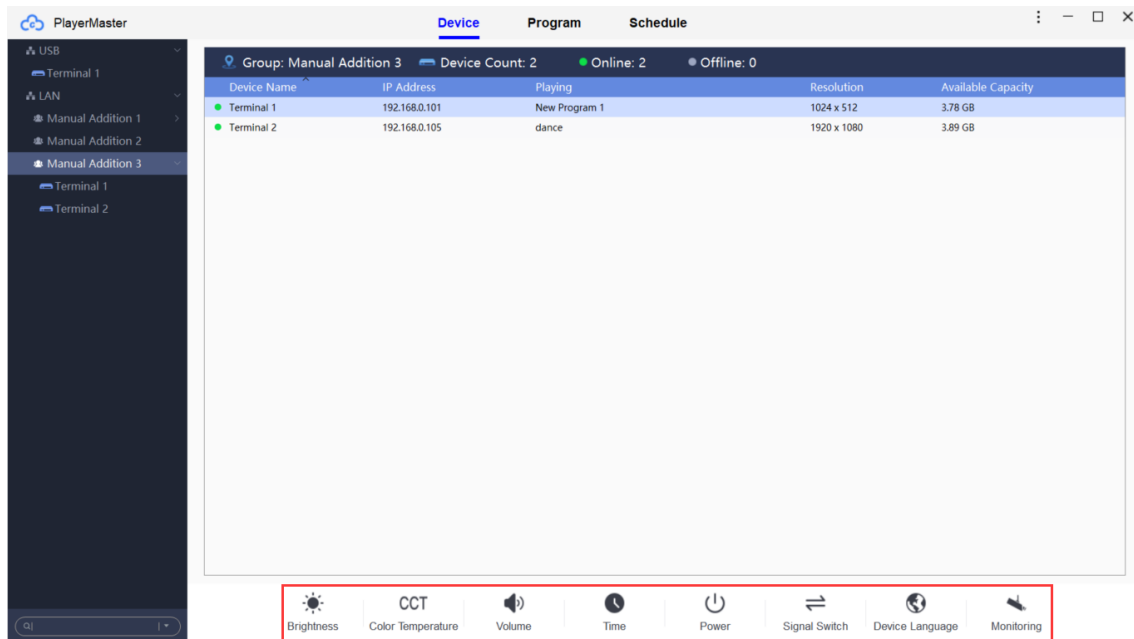 PlayerMaster
Device Program Schedule
USB
Terminal 1
LAN
Manual Addition 1
Manual Addition 2
Manual Addition 3
Terminal 1
Terminal 2
Group: Manual Addition 3 Device Count: 2 Online: 2 Offline: 0
Device Name IP Address Playing Resolution Available Capacity
Terminal 1 192.168.0.101 New Program 1 1024 x 512 3.78 GB
Terminal 2 192.168.0.105 dance 1920 x 1080 3.89 GB
CCT
Brightness Color Temperature Volume Time Power Signal Switch Device Language Monitoring